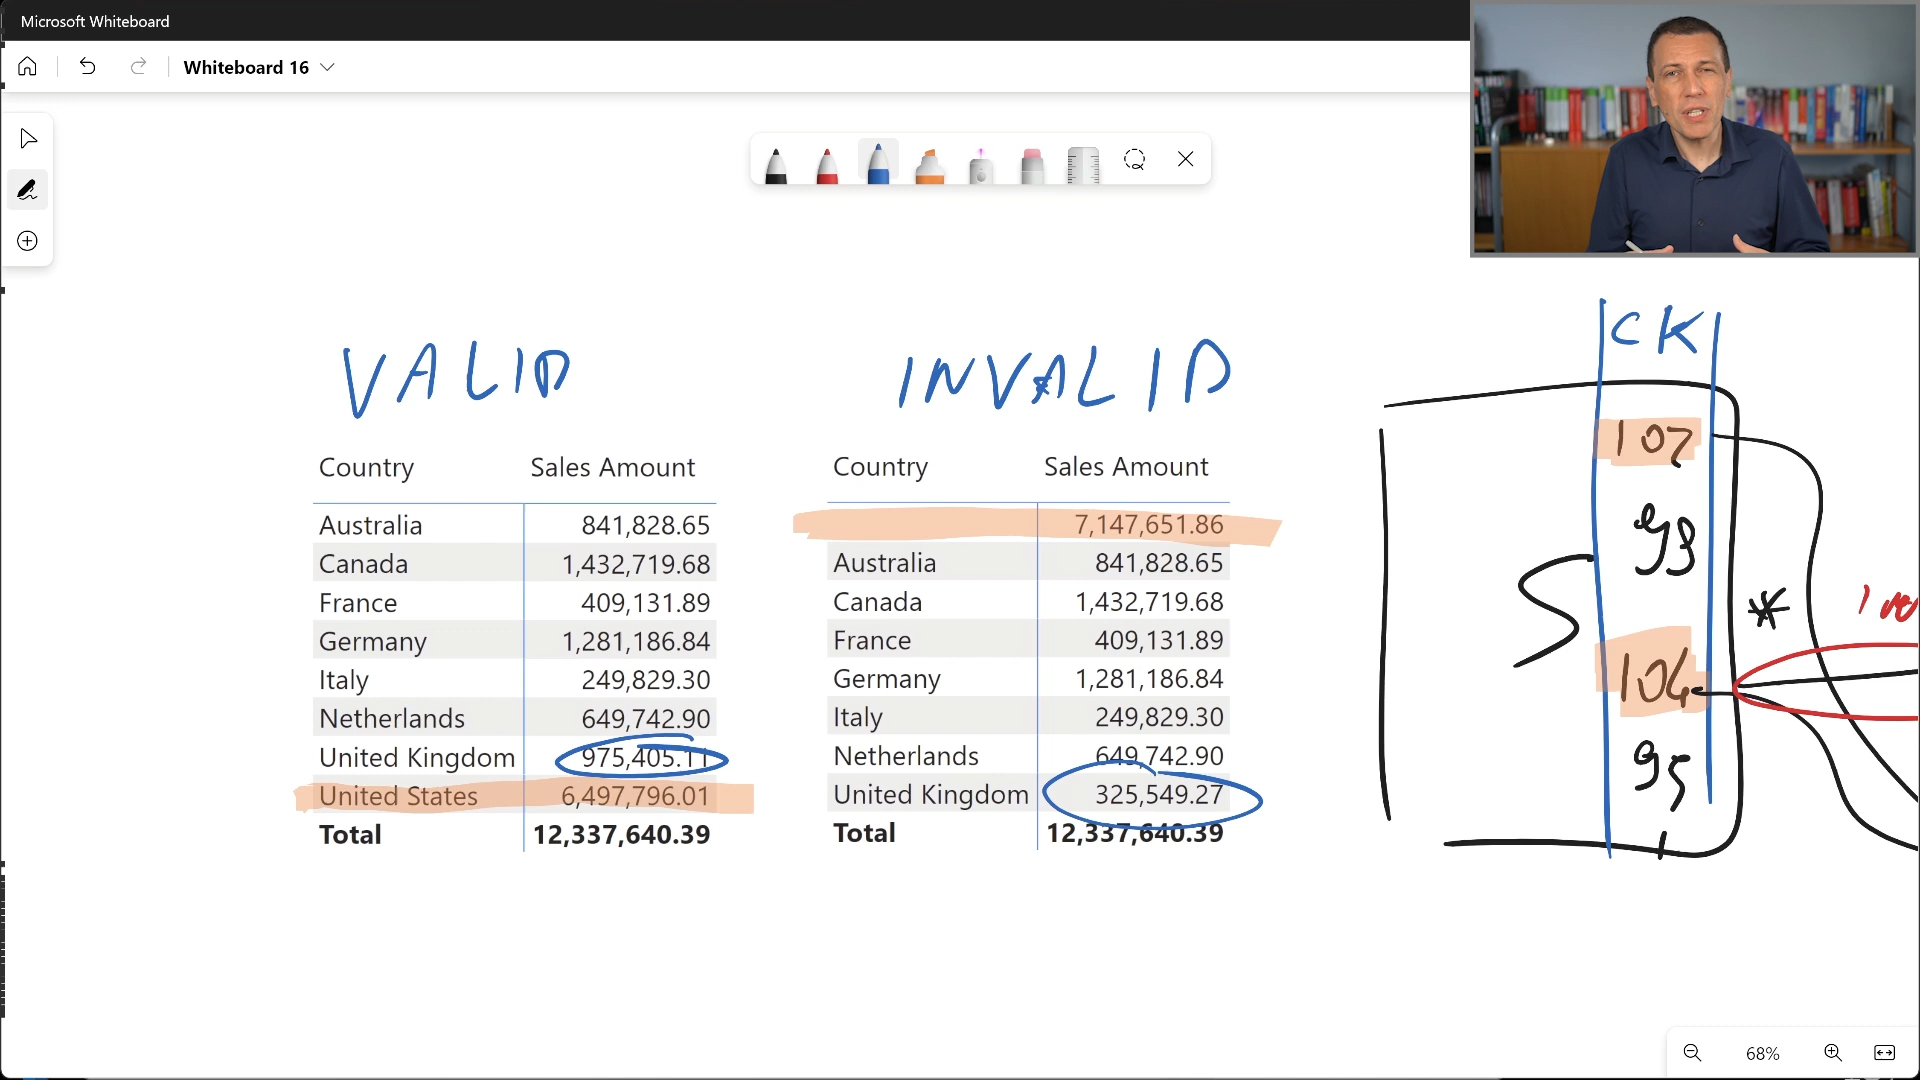 Microsoft Whiteboard
Whiteboard 16
VALID
Country Sales Amount
Australia 841,828.65
Canada 1,432,719.68
France 409,131.89
Germany 1,281,186.84
Italy 249,829.30
Netherlands 649,742.90
United Kingdom 975,405.11
United States 6,497,796.01
Total 12,337,640.39
INVALID
Country Sales Amount
7,147,651.86
Australia 841,828.65
Canada 1,432,719.68
France 409,131.89
Germany 1,281,186.84
Italy 249,829.30
Netherlands 649,742.90
United Kingdom 325,549.27
Total 12,337,640.39
CK
107
99
S
104
*
95
68%